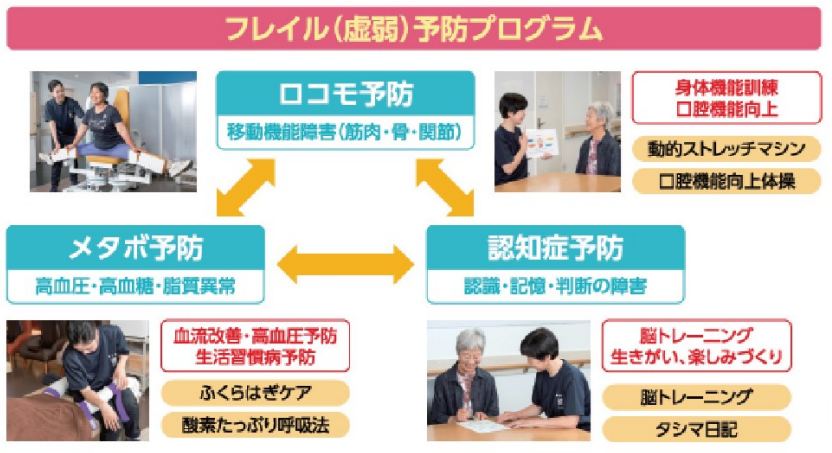 フレイル(虚弱)予防プログラム
ロコモ予防
移動機能障害(筋肉・骨・関節)
身体機能訓練
口腔機能向上
動的ストレッチマシン
口腔機能向上体操
メタボ予防
高血圧・高血糖・脂質異常
血流改善・高血圧予防
生活習慣病予防
ふくらはぎケア
酸素たっぷり呼吸法
認知症予防
認識・記憶・判断の障害
脳トレーニング
生きがい、楽しみづくり
脳トレーニング
タシマ日記